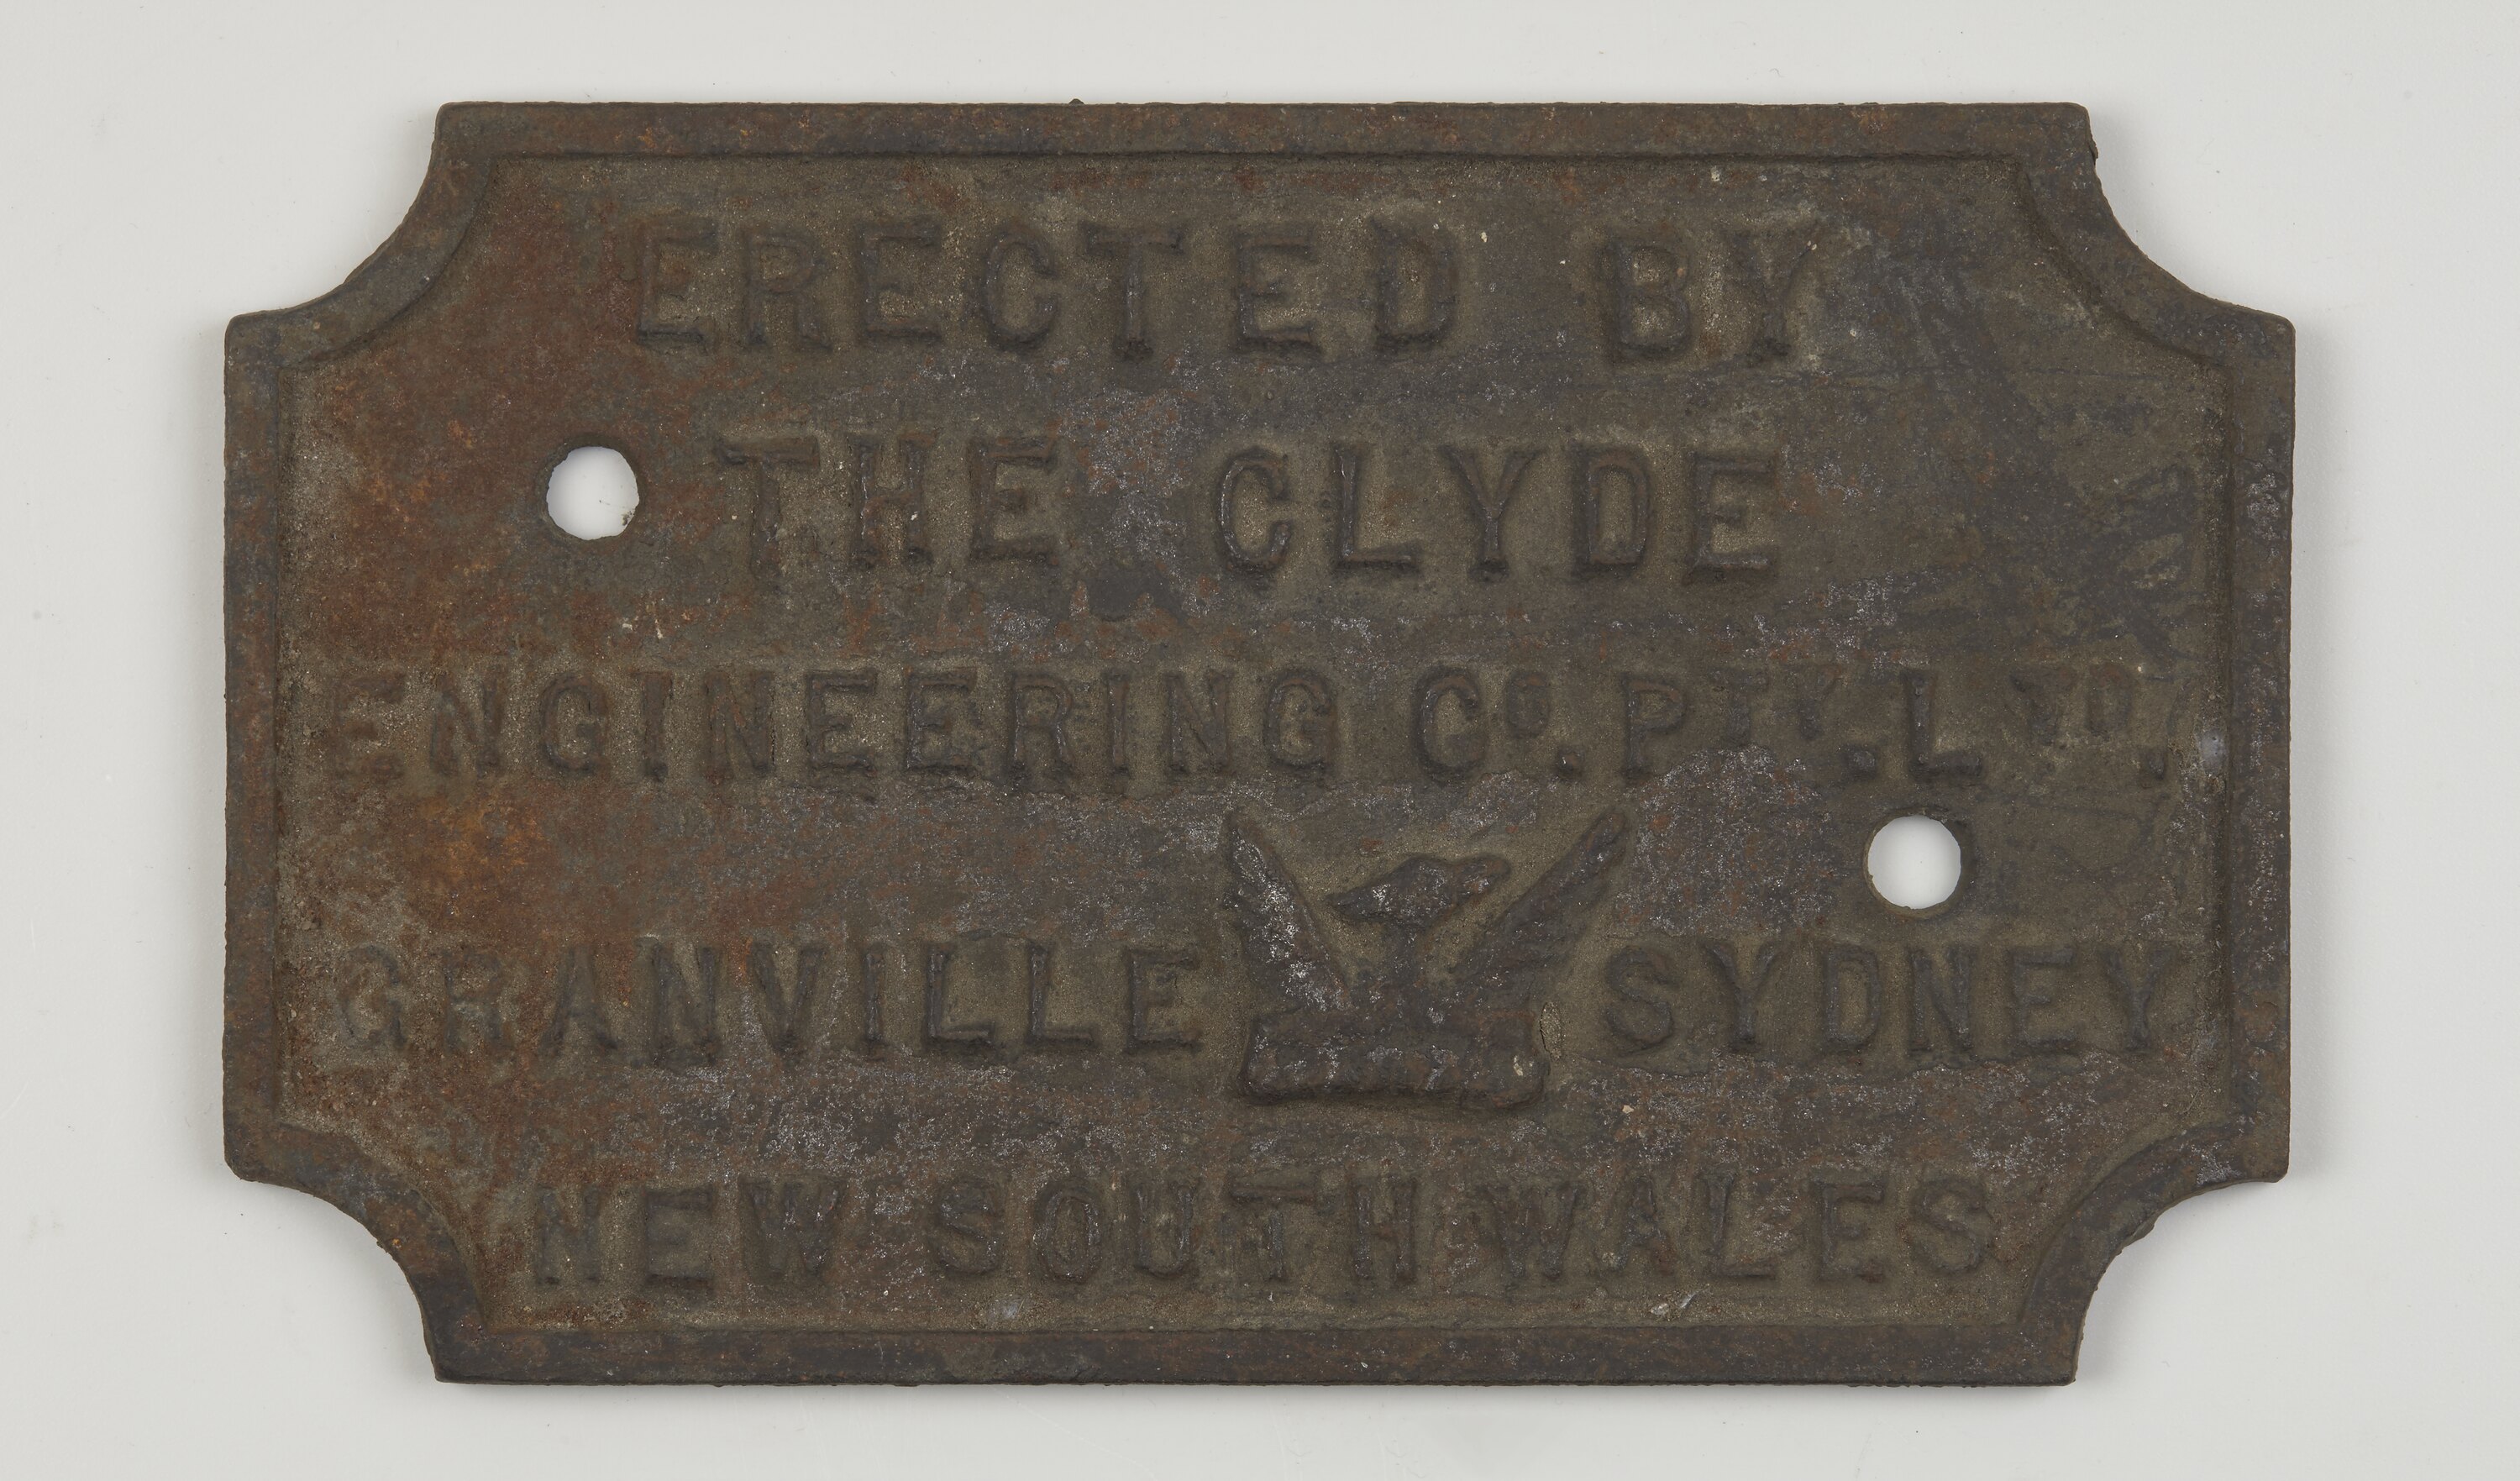 ERECTED BY
THE CLYDE
ENGINEERING Cº. PTY. LTD.
GRANVILLE SYDNEY
NEW SOUTH WALES